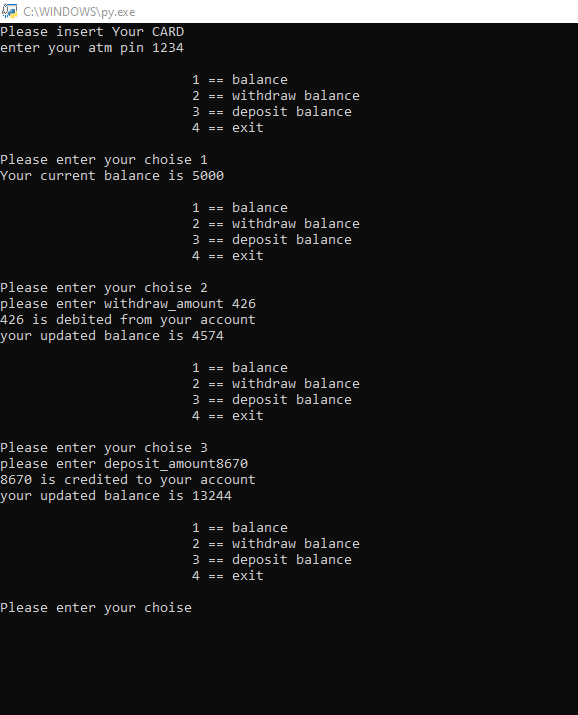 C:\WINDOWS\py.exe
Please insert Your CARD
enter your atm pin 1234
1 == balance
2 == withdraw balance
3 == deposit balance
4 == exit
Please enter your choise 1
Your current balance is 5000
1 == balance
2 == withdraw balance
3 == deposit balance
4 == exit
Please enter your choise 2
please enter withdraw_amount 426
426 is debited from your account
your updated balance is 4574
1 == balance
2 == withdraw balance
3 == deposit balance
4 == exit
Please enter your choise 3
please enter deposit_amount8670
8670 is credited to your account
your updated balance is 13244
1 == balance
2 == withdraw balance
3 == deposit balance
4 == exit
Please enter your choise